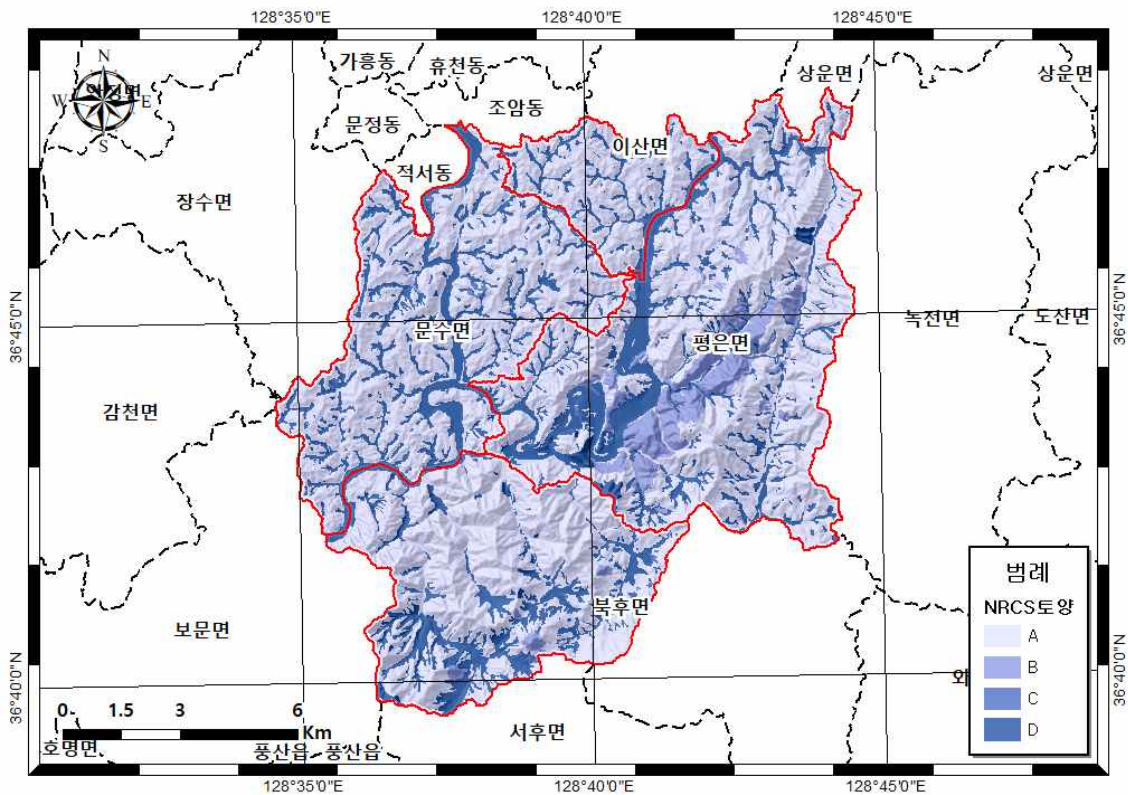 128°35'0"E 128°40'0"E 128°45'0"E
N
W E
S
가흥동
휴천동
상운면
상운면
조암동
문정동
이산면
적서동
장수면
36°45'0"N
36°45'0"N
문수면
평은면
녹전면
도산면
감천면
범례
NRCS토양
A
B
C
D
북후면
보문면
와
36°40'0"N
36°40'0"N
0 1.5 3 6
Km
서후면
호명면
풍산읍 풍산읍
128°35'0"E 128°40'0"E 128°45'0"E